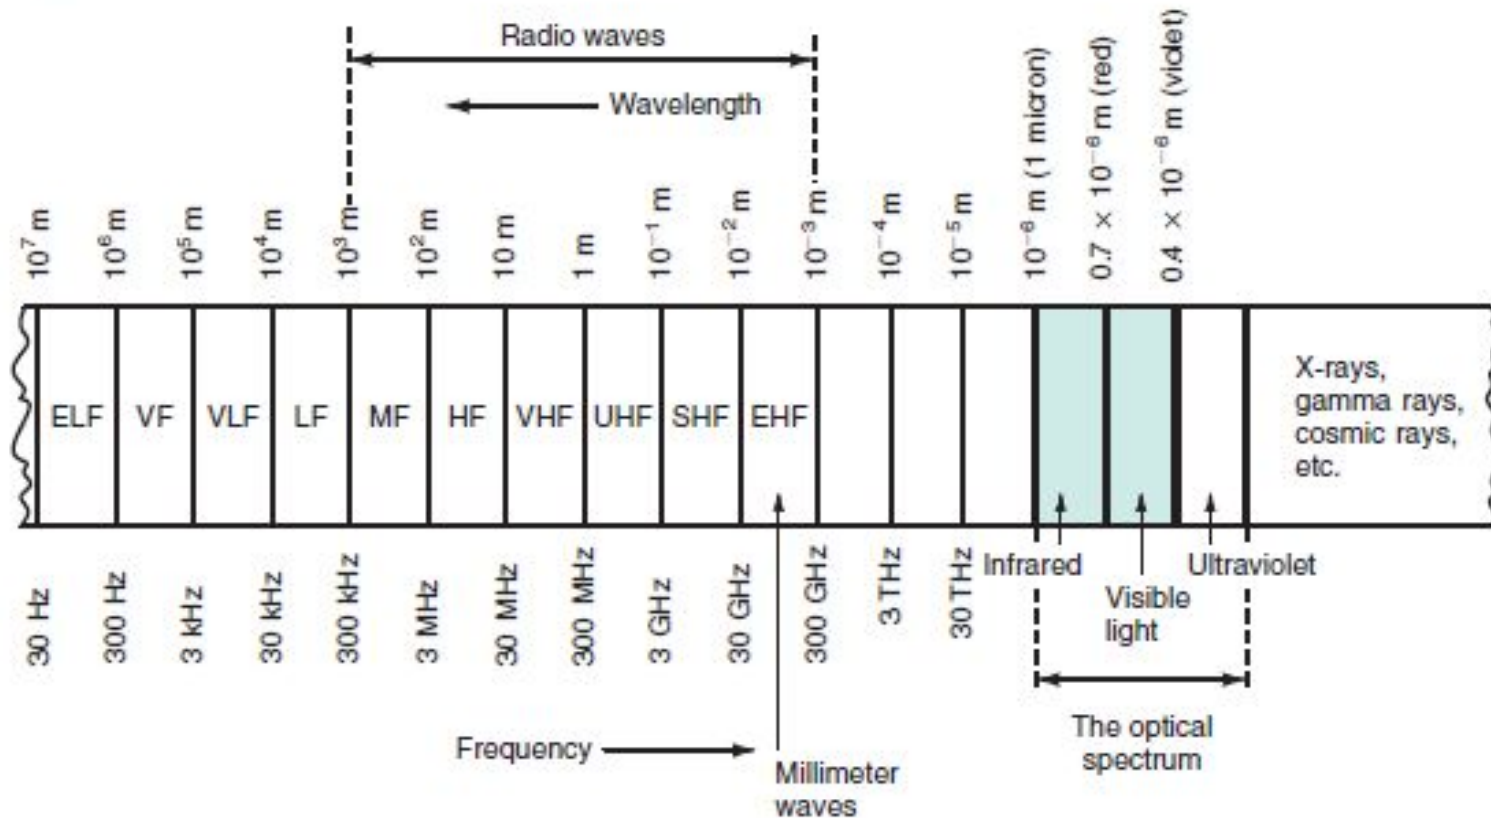 Radio waves
Wavelength
10⁷ m
10⁶ m
10⁵ m
10⁴ m
10³ m
10² m
10 m
1 m
10⁻¹ m
10⁻² m
10⁻³ m
10⁻⁴ m
10⁻⁵ m
10⁻⁶ m (1 micron)
0.7 × 10⁻⁶ m (red)
0.4 × 10⁻⁶ m (violet)
ELF
VF
VLF
LF
MF
HF
VHF
UHF
SHF
EHF
X-rays,
gamma rays,
cosmic rays,
etc.
30 Hz
300 Hz
3 kHz
30 kHz
300 kHz
3 MHz
30 MHz
300 MHz
3 GHz
30 GHz
300 GHz
3 THz
30 THz
Infrared
Visible
light
Ultraviolet
The optical
spectrum
Frequency
Millimeter
waves